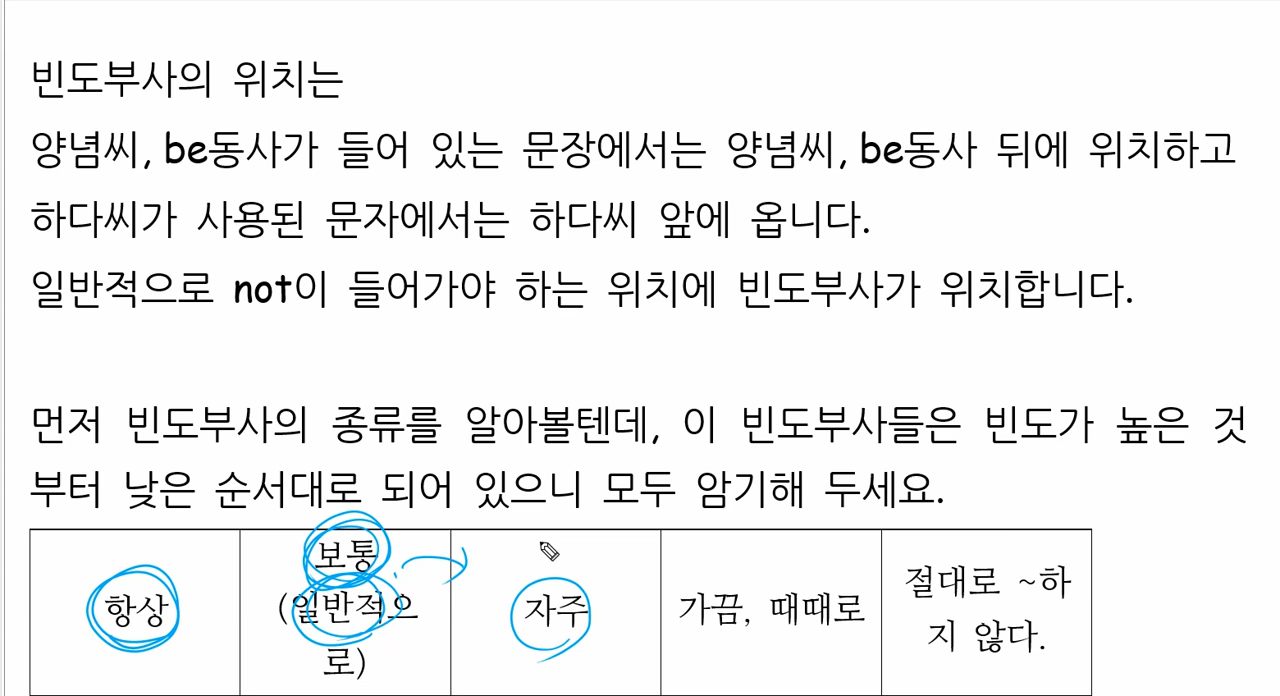 빈도부사의 위치는
양념씨, be동사가 들어 있는 문장에서는 양념씨, be동사 뒤에 위치하고
하다씨가 사용된 문자에서는 하다씨 앞에 옵니다.
일반적으로 not이 들어가야 하는 위치에 빈도부사가 위치합니다.
먼저 빈도부사의 종류를 알아볼텐데, 이 빈도부사들은 빈도가 높은 것
부터 낮은 순서대로 되어 있으니 모두 암기해 두세요.
항상
보통
(일반적으
로)
자주
가끔, 때때로
절대로 ~하
지 않다.